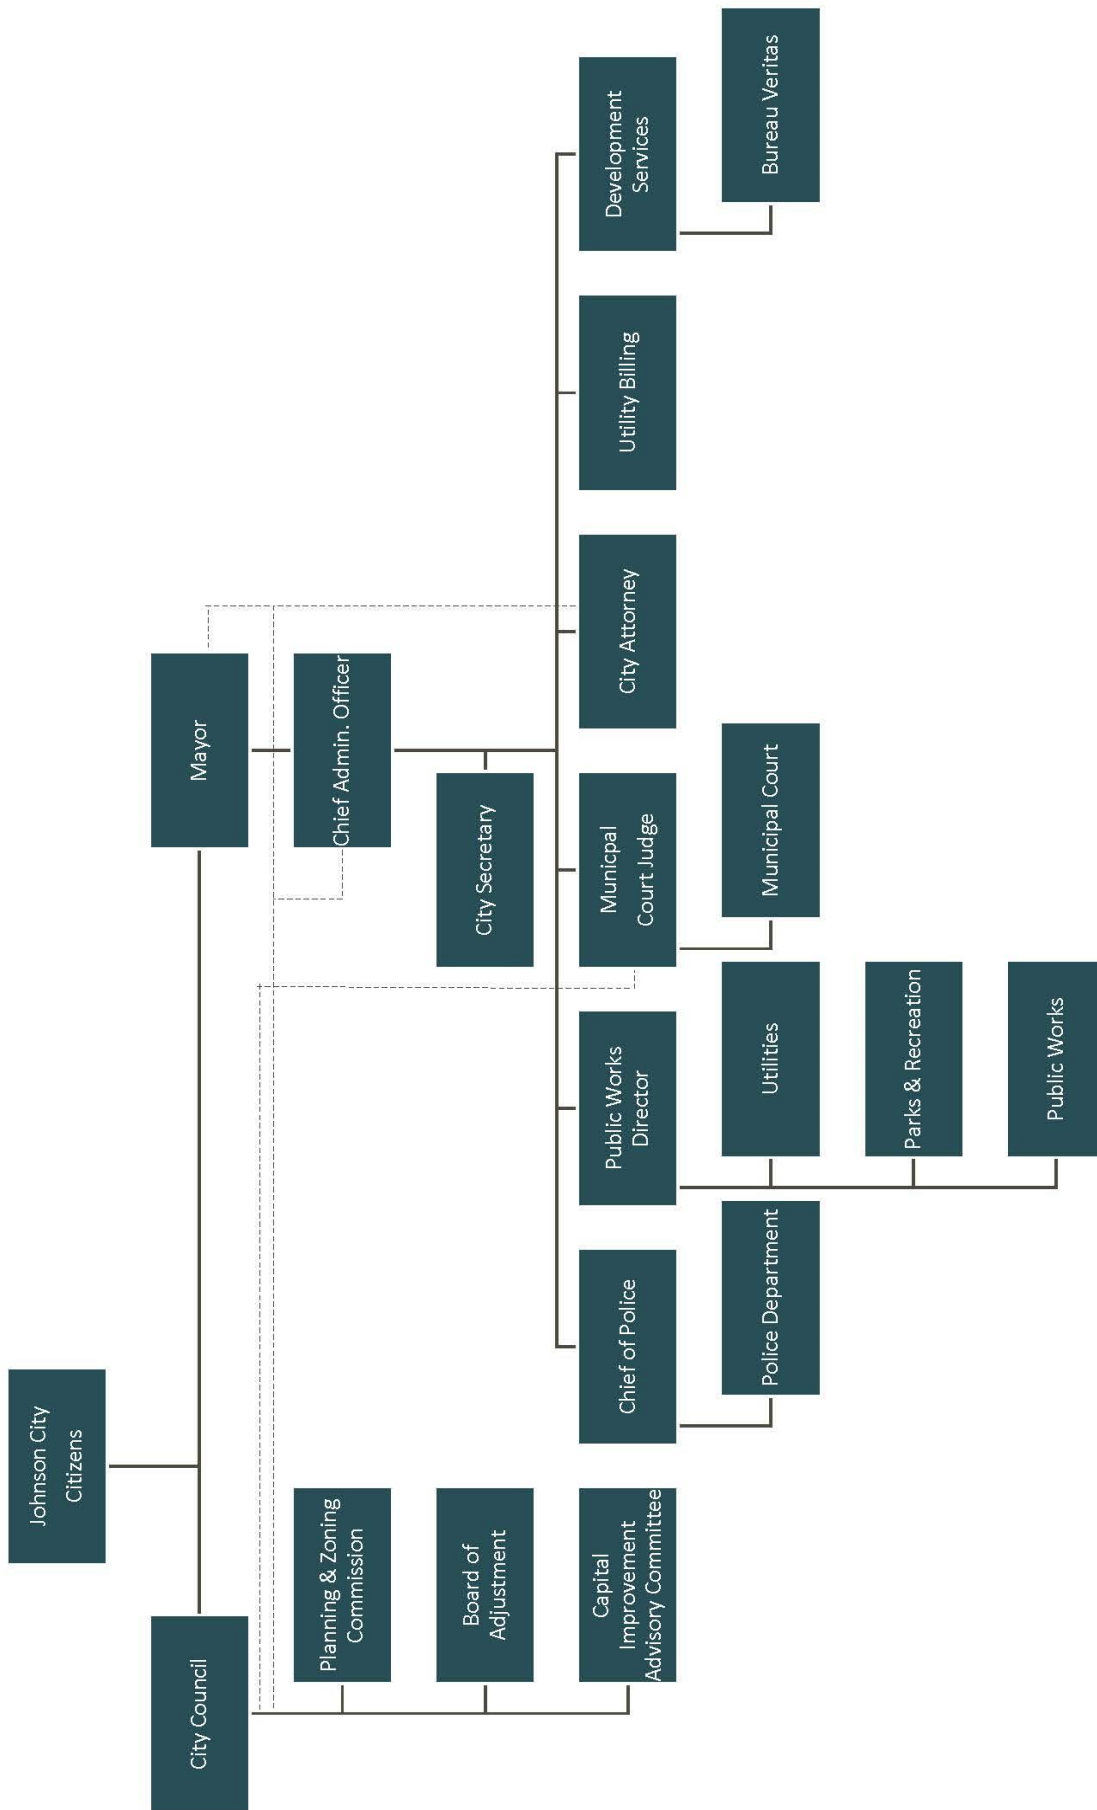 Johnson City
Citizens
City Council
Mayor
Planning & Zoning
Commission
Board of
Adjustment
Capital
Improvement
Advisory Committee
Chief Admin. Officer
City Secretary
Chief of Police
Police Department
Public Works
Director
Utilities
Parks & Recreation
Public Works
Municpal
Court Judge
Municipal Court
City Attorney
Utility Billing
Development
Services
Bureau Veritas